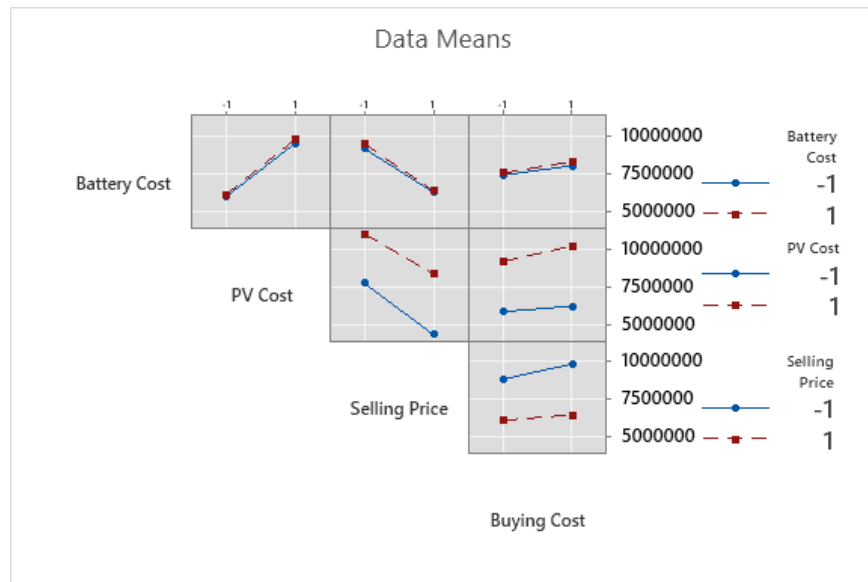 Data Means
-1 1 -1 1 -1 1
Battery Cost
10000000
7500000
5000000
Battery
Cost
-1
1
PV Cost
10000000
7500000
5000000
PV Cost
-1
1
Selling Price
10000000
7500000
5000000
Selling
Price
-1
1
Buying Cost